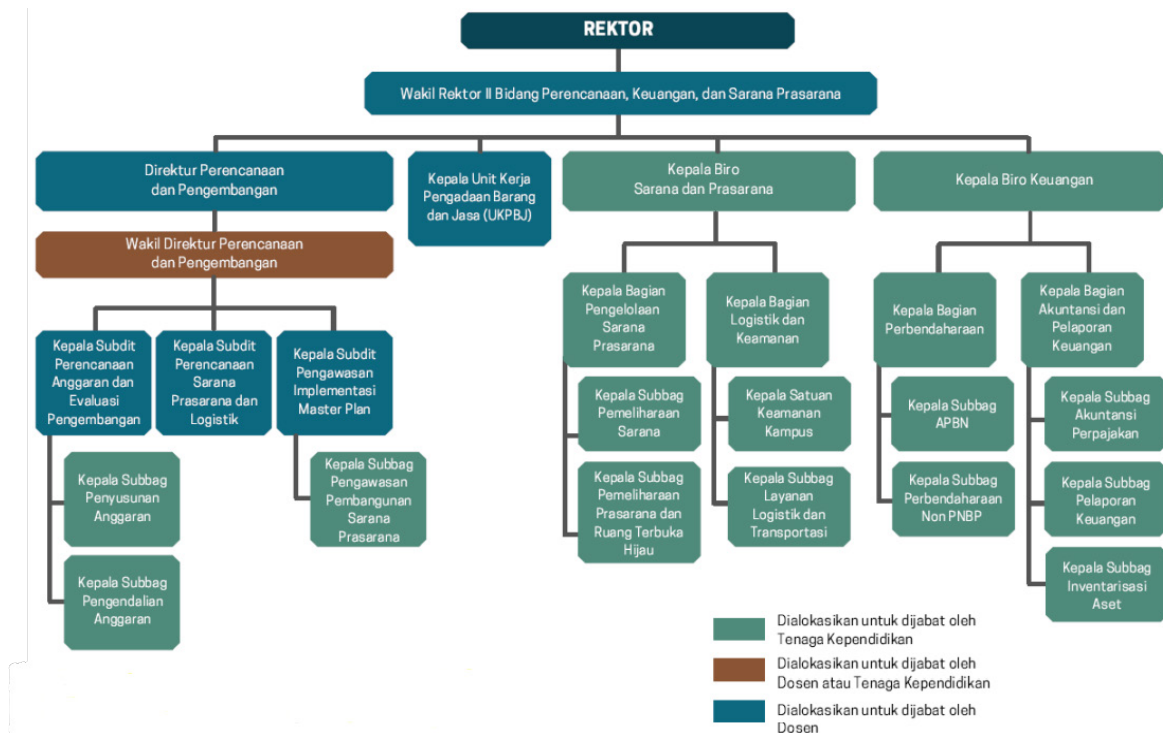 REKTOR
Wakil Rektor II Bidang Perencanaan, Keuangan, dan Sarana Prasarana
Direktur Perencanaan
dan Pengembangan
Kepala Unit Kerja
Pengadaan Barang
dan Jasa (UKPBJ)
Kepala Biro
Sarana dan Prasarana
Kepala Biro Keuangan
Wakil Direktur Perencanaan
dan Pengembangan
Kepala Subdit
Perencanaan
Anggaran dan
Evaluasi
Pengembangan
Kepala Subdit
Perencanaan
Sarana
Prasarana dan
Logistik
Kepala Subdit
Pengawasan
Implementasi
Master Plan
Kepala Bagian
Pengelolaan
Sarana
Prasarana
Kepala Bagian
Logistik dan
Keamanan
Kepala Bagian
Perbendaharaan
Kepala Bagian
Akuntansi dan
Pelaporan
Keuangan
Kepala Subbag
Penyusunan
Anggaran
Kepala Subbag
Pengawasan
Pembangunan
Sarana
Prasarana
Kepala Subbag
Pemeliharaan
Sarana
Kepala Satuan
Keamanan
Kampus
Kepala Subbag
APBN
Kepala Subbag
Akuntansi
Perpajakan
Kepala Subbag
Pengendalian
Anggaran
Kepala Subbag
Pemeliharaan
Prasarana dan
Ruang Terbuka
Hijau
Kepala Subbag
Layanan
Logistik dan
Transportasi
Kepala Subbag
Perbendaharaan
Non PNBP
Kepala Subbag
Pelaporan
Keuangan
Kepala Subbag
Inventarisasi
Aset
Dialokasikan untuk dijabat oleh
Tenaga Kependidikan
Dialokasikan untuk dijabat oleh
Dosen atau Tenaga Kependidikan
Dialokasikan untuk dijabat oleh
Dosen